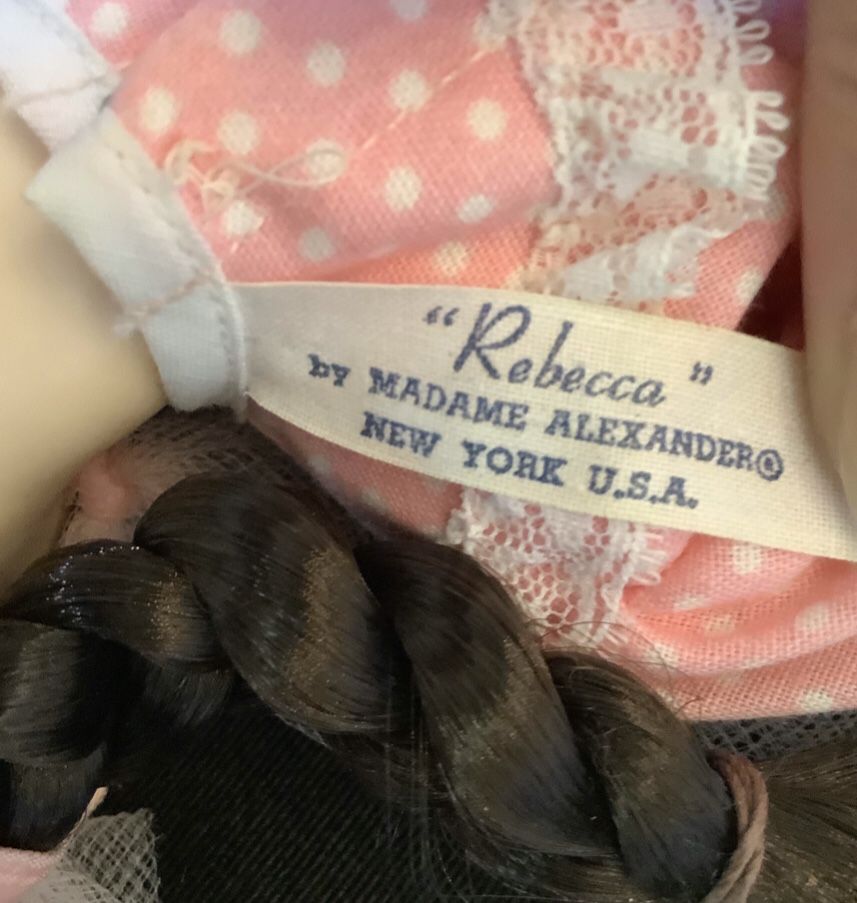 “Rebecca”
by MADAME ALEXANDER®
NEW YORK U.S.A.